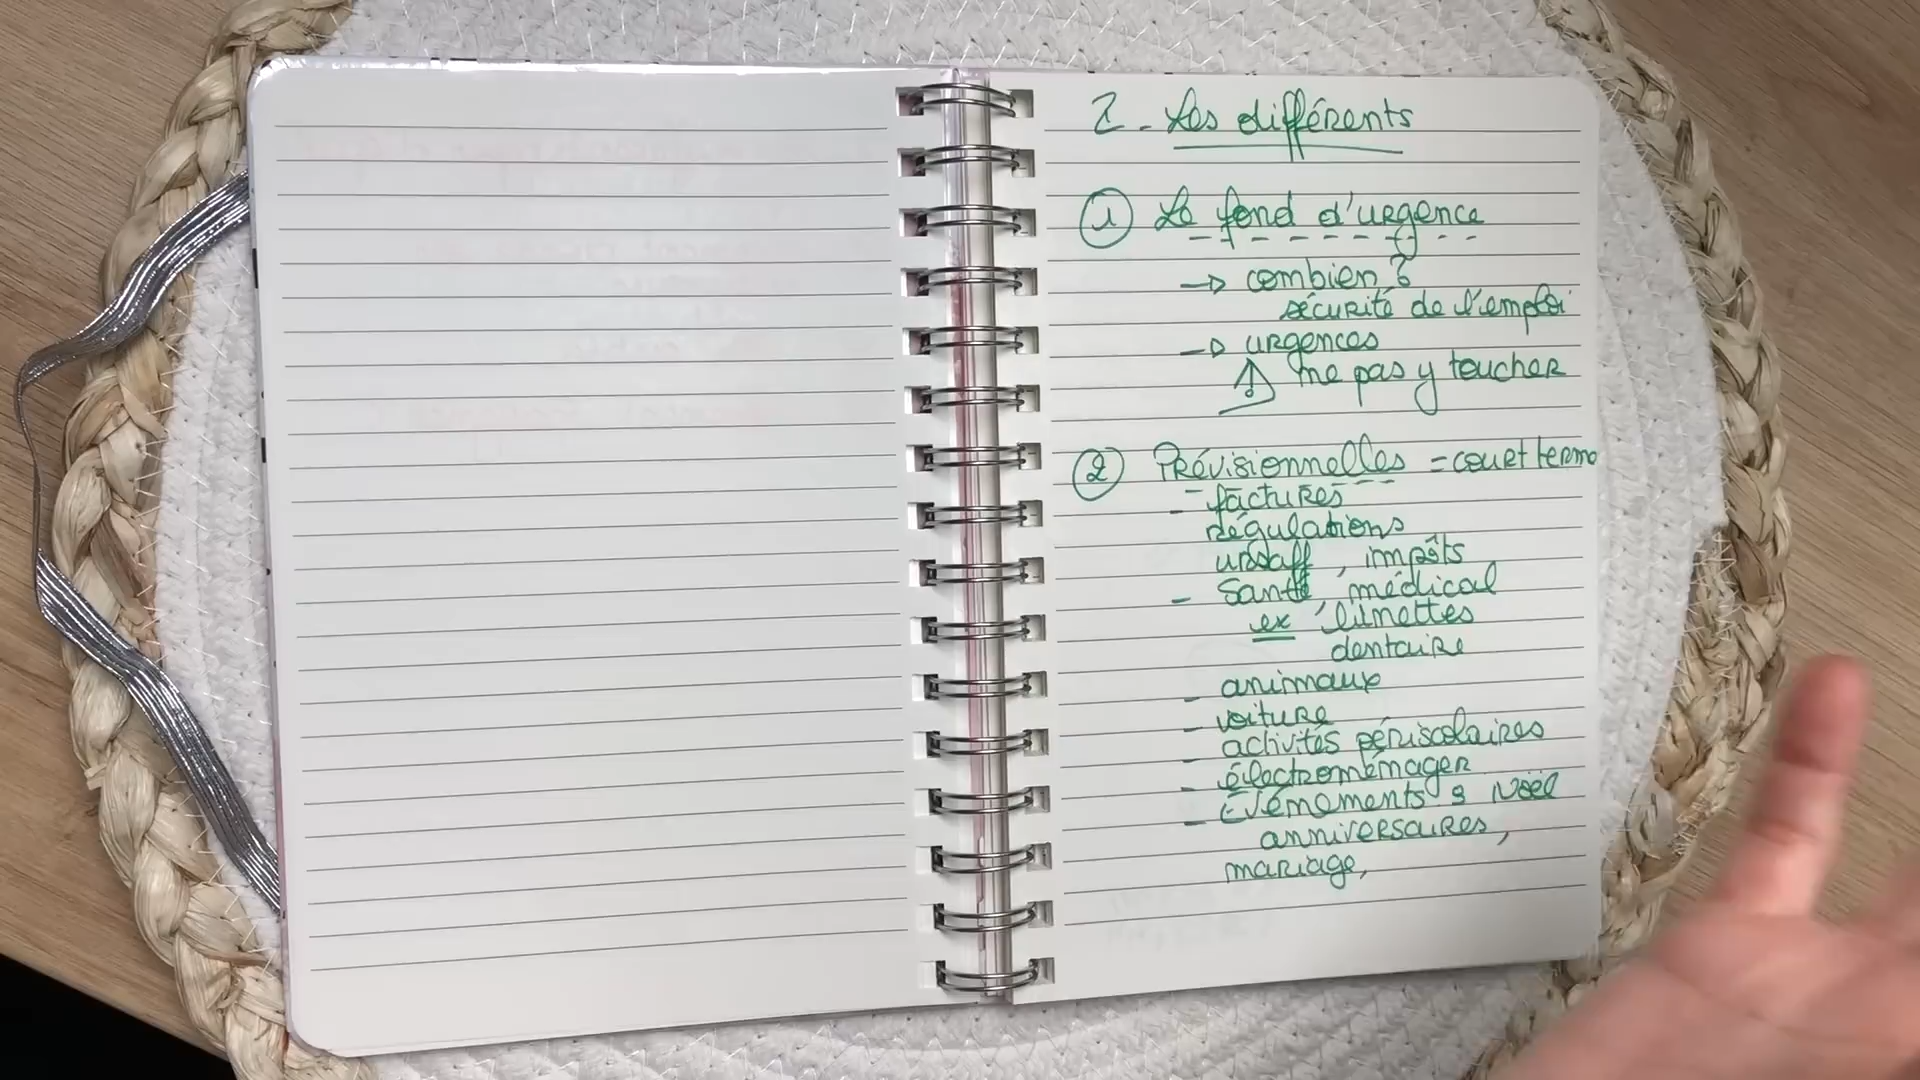 2 - Les différents
① Le fond d'urgence
→ combien ?
sécurité de l'emploi
→ urgences
⚠ ne pas y toucher
② Prévisionnelles = court terme
- factures
régulations
urssaff, impôts
- Santé, médical
ex : lunettes
dentaire
- animaux
- voiture
- activités périscolaires
- électroménager
- Événements : Noël
anniversaires,
mariage,